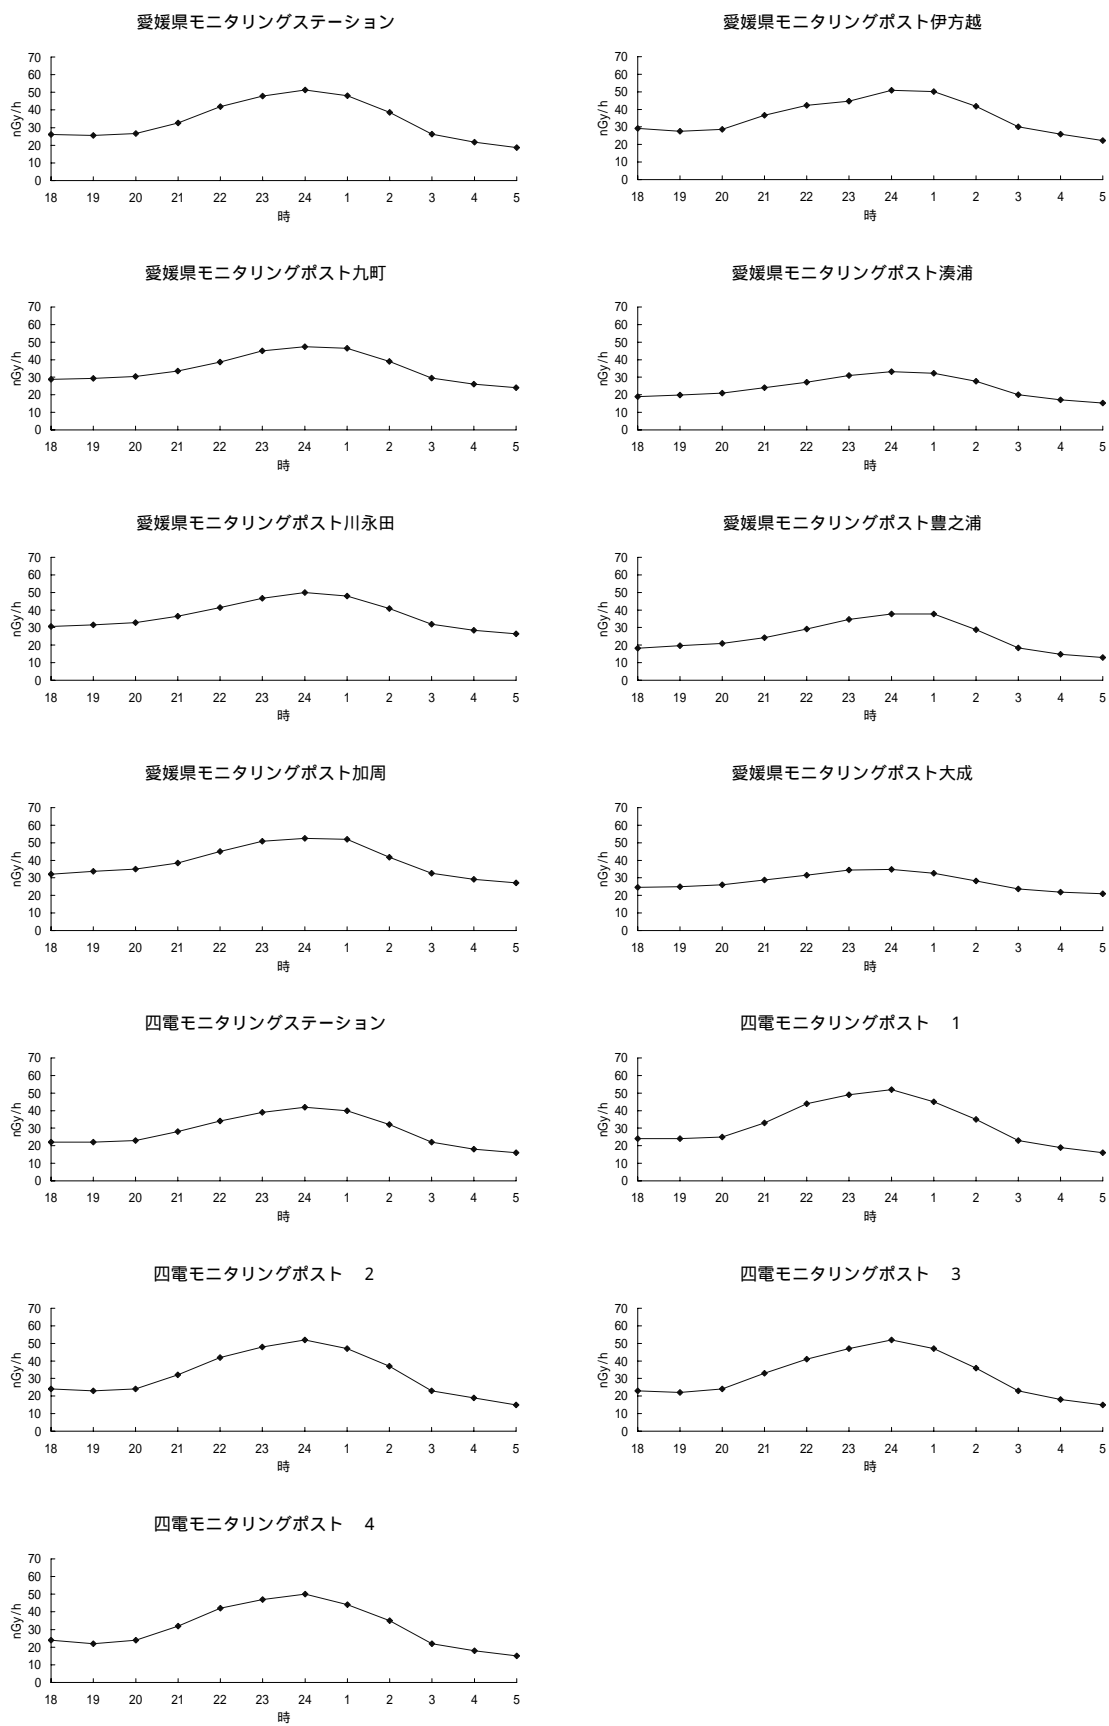 愛媛県モニタリングステーション
70
60
50
40
30
20
10
0
nGy/h
18 19 20 21 22 23 24 1 2 3 4 5
時
愛媛県モニタリングポスト伊方越
70
60
50
40
30
20
10
0
nGy/h
18 19 20 21 22 23 24 1 2 3 4 5
時
愛媛県モニタリングポスト九町
70
60
50
40
30
20
10
0
nGy/h
18 19 20 21 22 23 24 1 2 3 4 5
時
愛媛県モニタリングポスト湊浦
70
60
50
40
30
20
10
0
nGy/h
18 19 20 21 22 23 24 1 2 3 4 5
時
愛媛県モニタリングポスト川永田
70
60
50
40
30
20
10
0
nGy/h
18 19 20 21 22 23 24 1 2 3 4 5
時
愛媛県モニタリングポスト豊之浦
70
60
50
40
30
20
10
0
nGy/h
18 19 20 21 22 23 24 1 2 3 4 5
時
愛媛県モニタリングポスト加周
70
60
50
40
30
20
10
0
nGy/h
18 19 20 21 22 23 24 1 2 3 4 5
時
愛媛県モニタリングポスト大成
70
60
50
40
30
20
10
0
nGy/h
18 19 20 21 22 23 24 1 2 3 4 5
時
四電モニタリングステーション
70
60
50
40
30
20
10
0
nGy/h
18 19 20 21 22 23 24 1 2 3 4 5
時
四電モニタリングポスト 1
70
60
50
40
30
20
10
0
nGy/h
18 19 20 21 22 23 24 1 2 3 4 5
時
四電モニタリングポスト 2
70
60
50
40
30
20
10
0
nGy/h
18 19 20 21 22 23 24 1 2 3 4 5
時
四電モニタリングポスト 3
70
60
50
40
30
20
10
0
nGy/h
18 19 20 21 22 23 24 1 2 3 4 5
時
四電モニタリングポスト 4
70
60
50
40
30
20
10
0
nGy/h
18 19 20 21 22 23 24 1 2 3 4 5
時